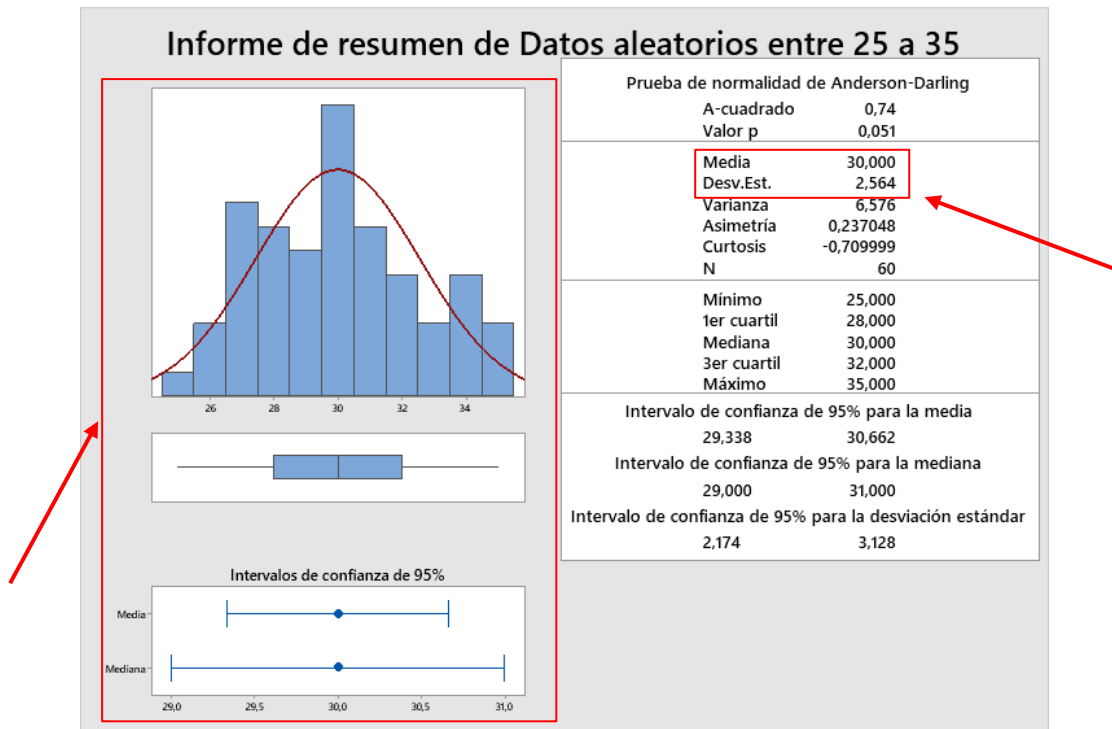 Informe de resumen de Datos aleatorios entre 25 a 35
26 28 30 32 34
Intervalos de confianza de 95%
Media
Mediana
29,0 29,5 30,0 30,5 31,0
Prueba de normalidad de Anderson-Darling
A-cuadrado 0,74
Valor p 0,051
Media 30,000
Desv.Est. 2,564
Varianza 6,576
Asimetría 0,237048
Curtosis -0,709999
N 60
Mínimo 25,000
1er cuartil 28,000
Mediana 30,000
3er cuartil 32,000
Máximo 35,000
Intervalo de confianza de 95% para la media
29,338 30,662
Intervalo de confianza de 95% para la mediana
29,000 31,000
Intervalo de confianza de 95% para la desviación estándar
2,174 3,128